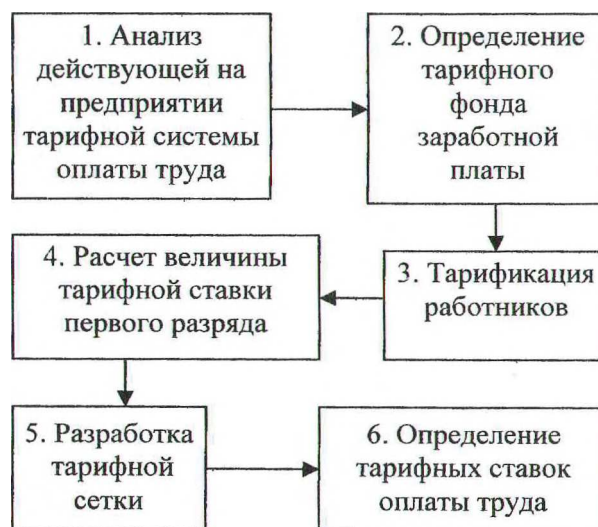 1. Анализ
действующей на
предприятии
тарифной системы
оплаты труда
2. Определение
тарифного
фонда
заработной
платы
4. Расчет величины
тарифной ставки
первого разряда
3. Тарификация
работников
5. Разработка
тарифной
сетки
6. Определение
тарифных ставок
оплаты труда